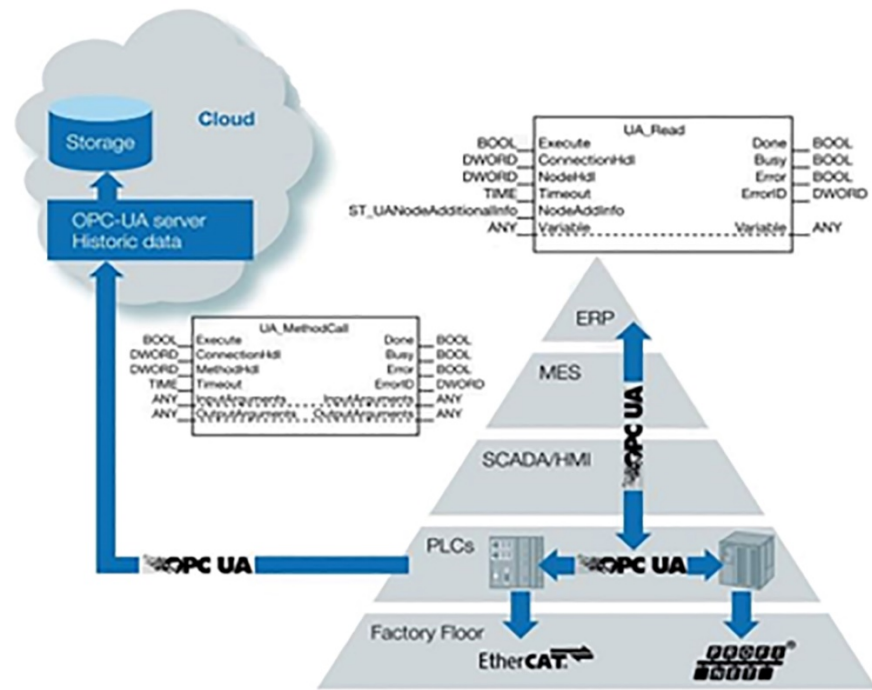 Cloud
Storage
OPC-UA server
Historic data
UA_Read
BOOL Execute Done BOOL
DWORD ConnectionHdl Busy BOOL
DWORD NodeHdl Error BOOL
TIME Timeout ErrorID DWORD
ST_UANodeAdditionalInfo NodeAddInfo
ANY Variable Variable ANY
UA_MethodCall
BOOL Execute Done BOOL
DWORD ConnectionHdl Busy BOOL
DWORD MethodHdl Error BOOL
TIME Timeout ErrorID DWORD
ANY InputArguments InputArguments ANY
ANY OutputArguments OutputArguments ANY
ERP
MES
OPC UA
SCADA/HMI
PLCs
OPC UA
OPC UA
Factory Floor
EtherCAT®
PROFI®
NET